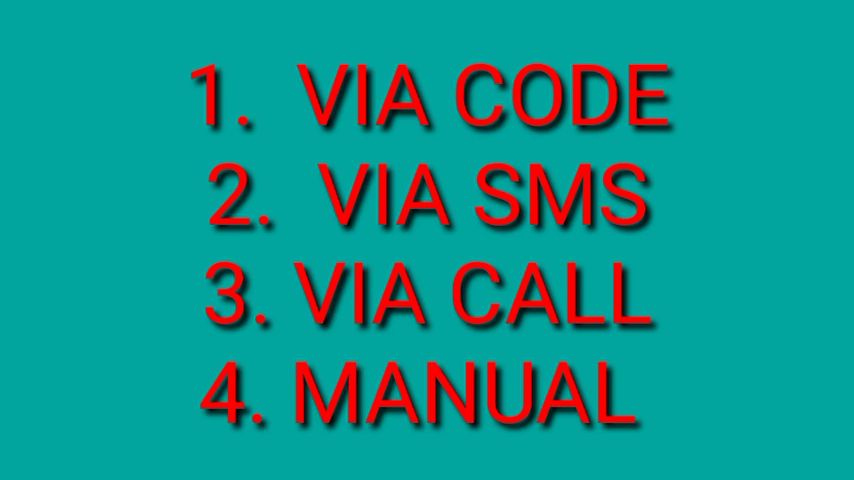 1. VIA CODE
2. VIA SMS
3. VIA CALL
4. MANUAL